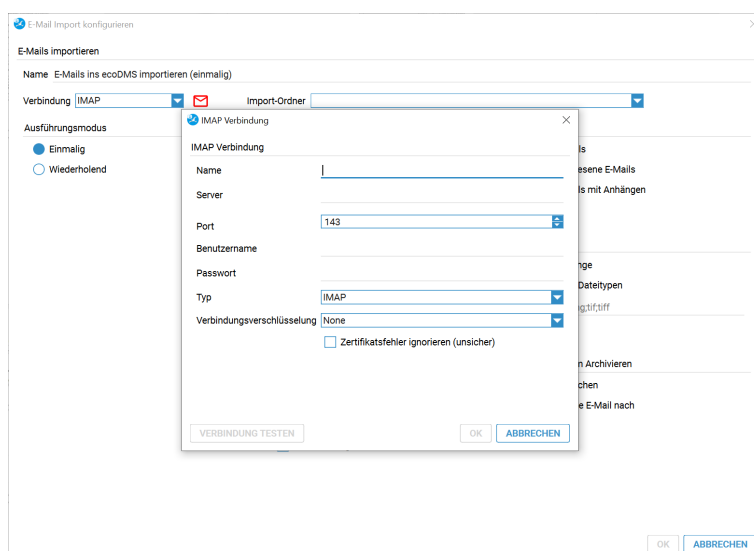 E-Mail Import konfigurieren
E-Mails importieren
Name E-Mails ins ecoDMS importieren (einmalig)
Verbindung IMAP Import-Ordner
Ausführungsmodus
Einmalig
Wiederholend
IMAP Verbindung
IMAP Verbindung
Name
Server
Port 143
Benutzername
Passwort
Typ IMAP
Verbindungsverschlüsselung None
Zertifikatsfehler ignorieren (unsicher)
VERBINDUNG TESTEN OK ABBRECHEN
ls
esene E-Mails
ls mit Anhängen
nge
Dateitypen
g;tif;tiff
n Archivieren
chen
e E-Mail nach
OK ABBRECHEN